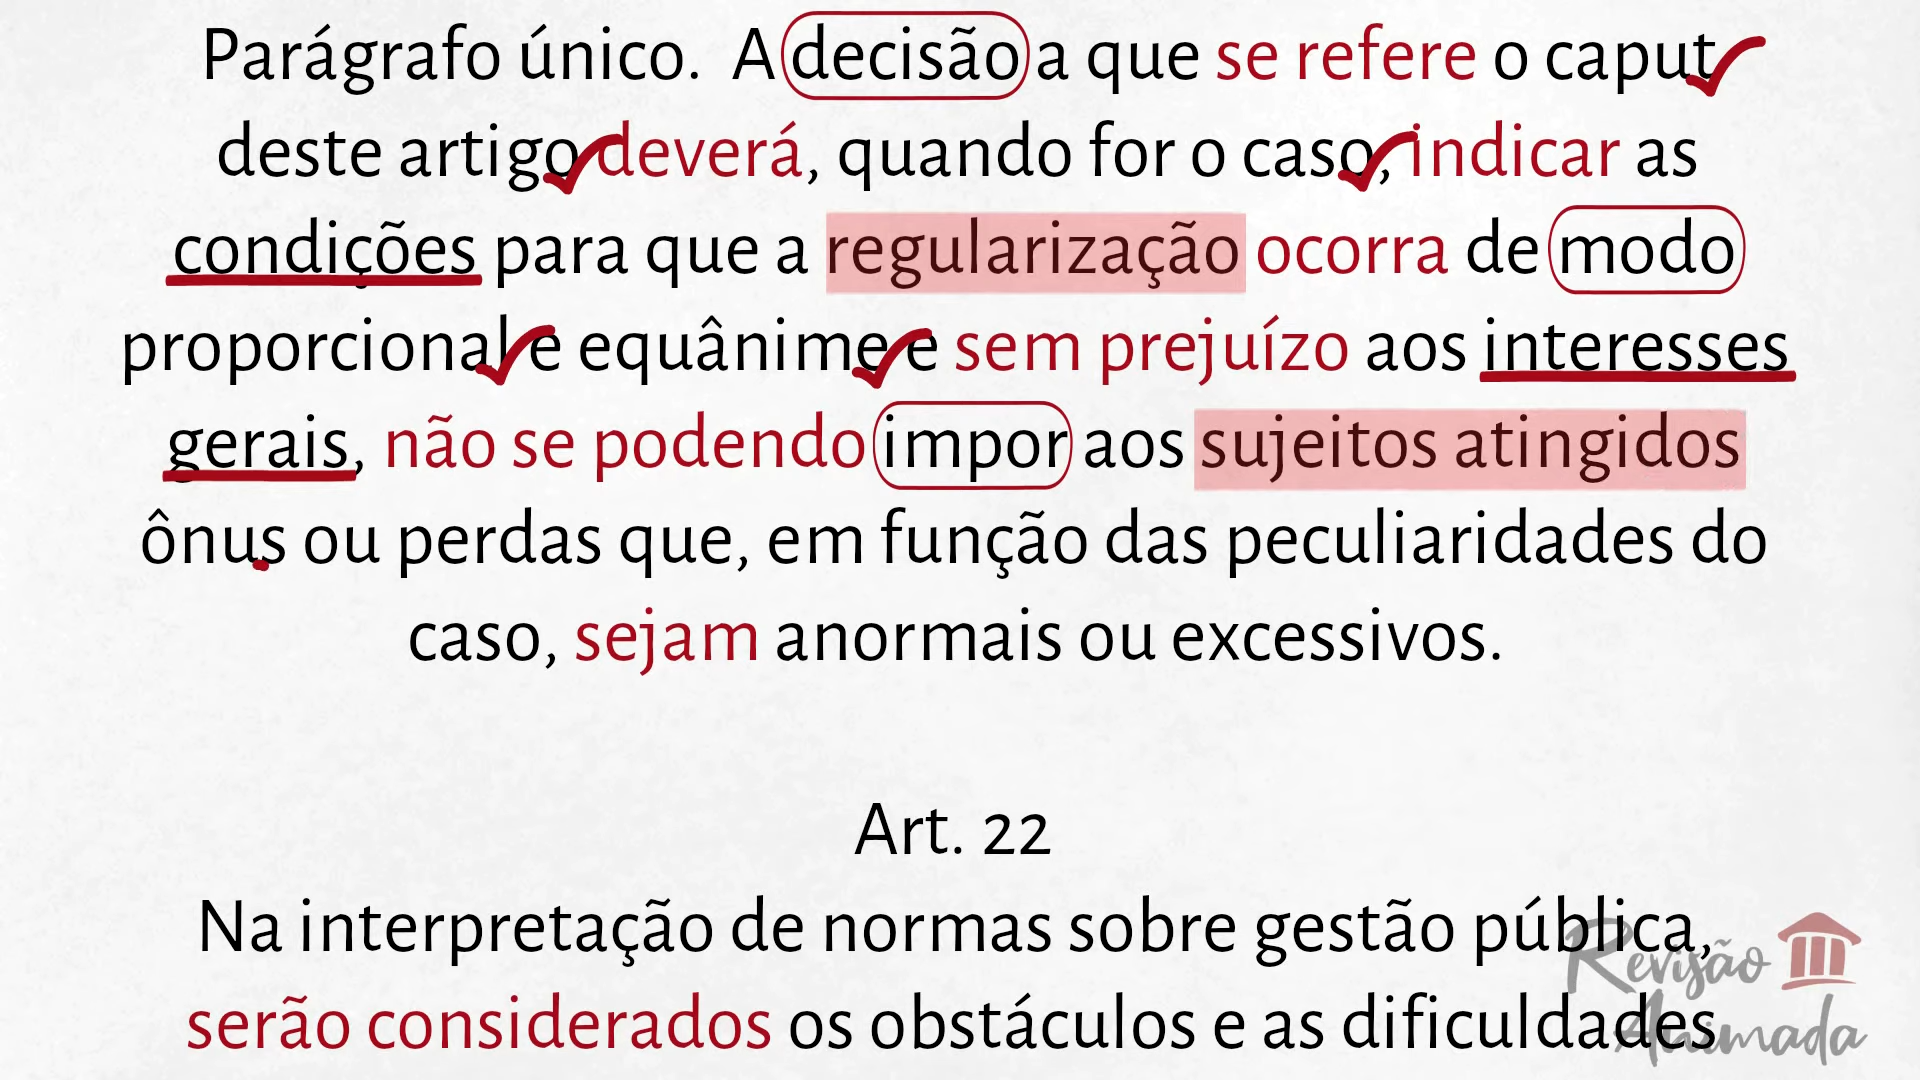 Parágrafo único.  A decisão a que se refere o caput
deste artigo deverá, quando for o caso, indicar as
condições para que a regularização ocorra de modo
proporcional e equânime e sem prejuízo aos interesses
gerais, não se podendo impor aos sujeitos atingidos
ônus ou perdas que, em função das peculiaridades do
caso, sejam anormais ou excessivos.
Art. 22
Na interpretação de normas sobre gestão pública,
serão considerados os obstáculos e as dificuldades
Revisão
Animada